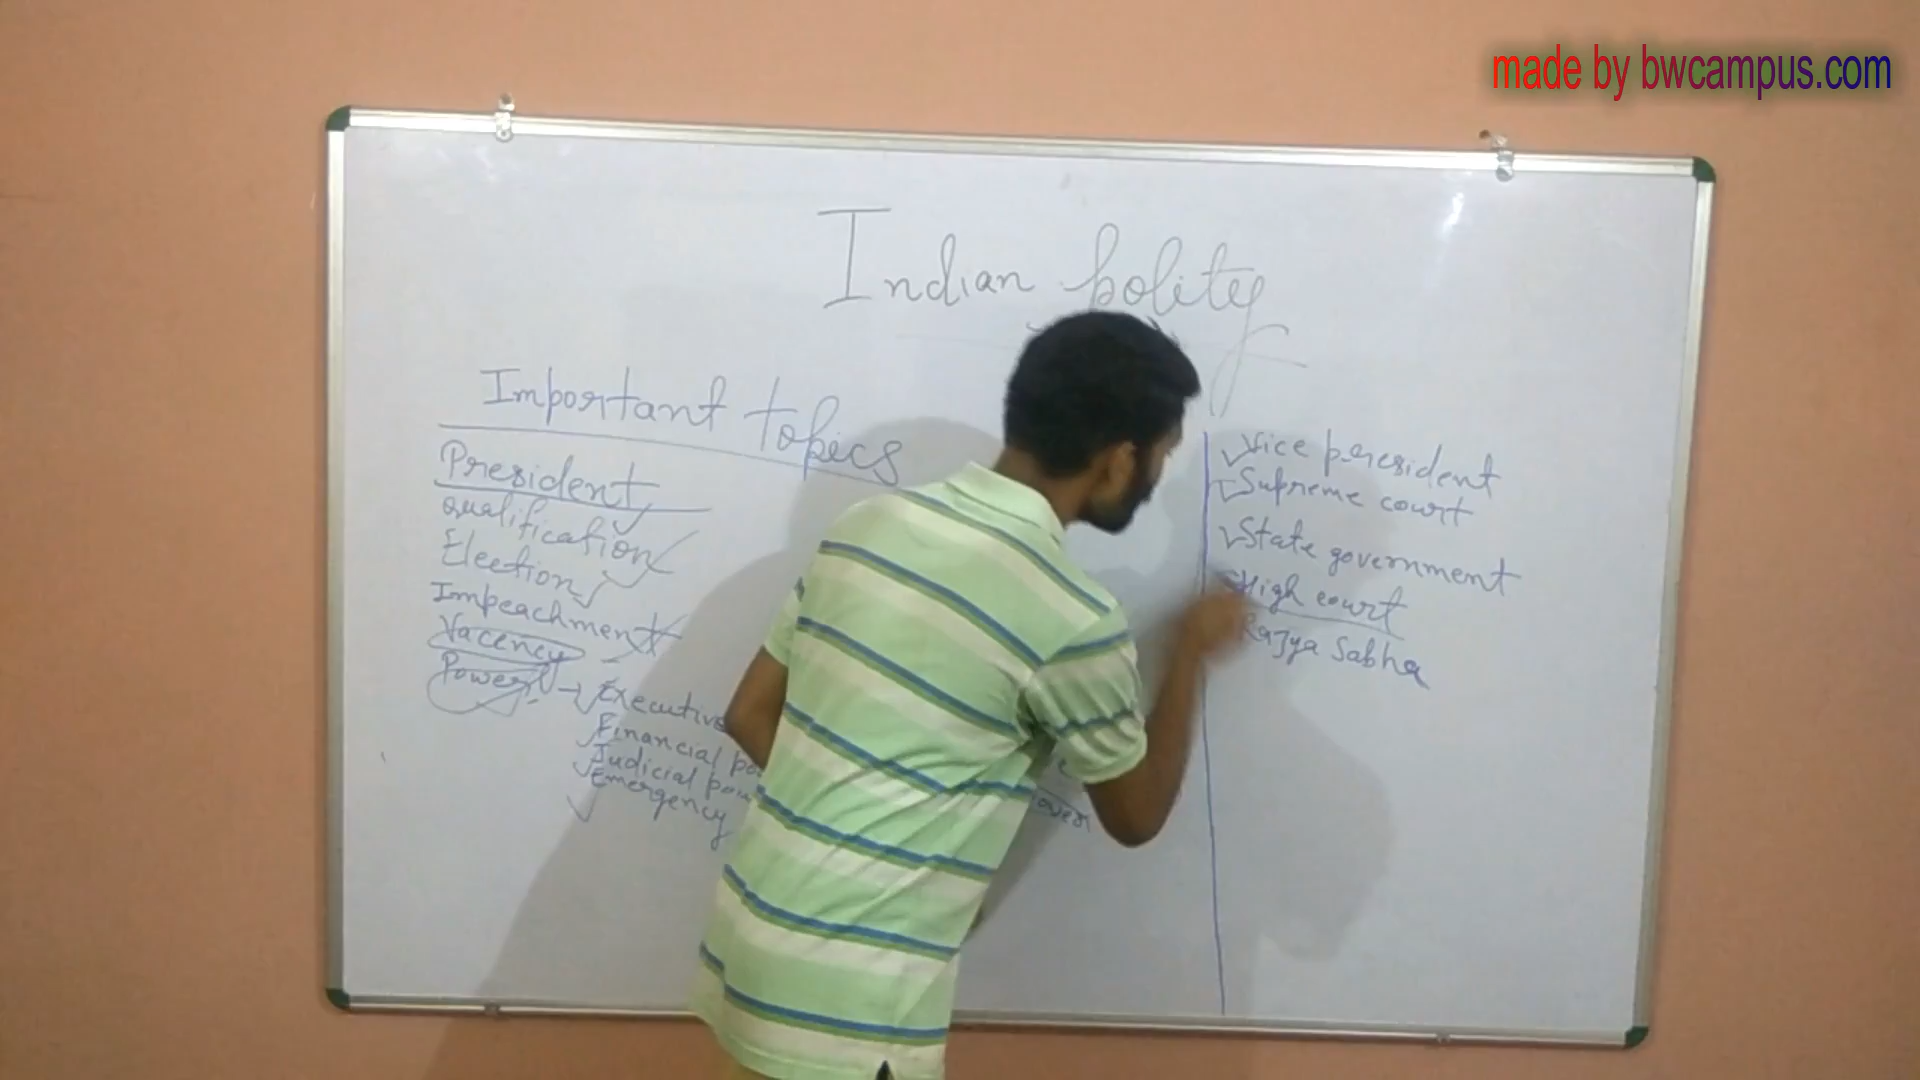 made by bwcampus.com
Indian polity
Important topics
President
qualification
Election
Impeachment
Vacency
Power → Executive
Financial
Judicial
Emergency
Vice president
Supreme court
State government
High court
Rajya Sabha